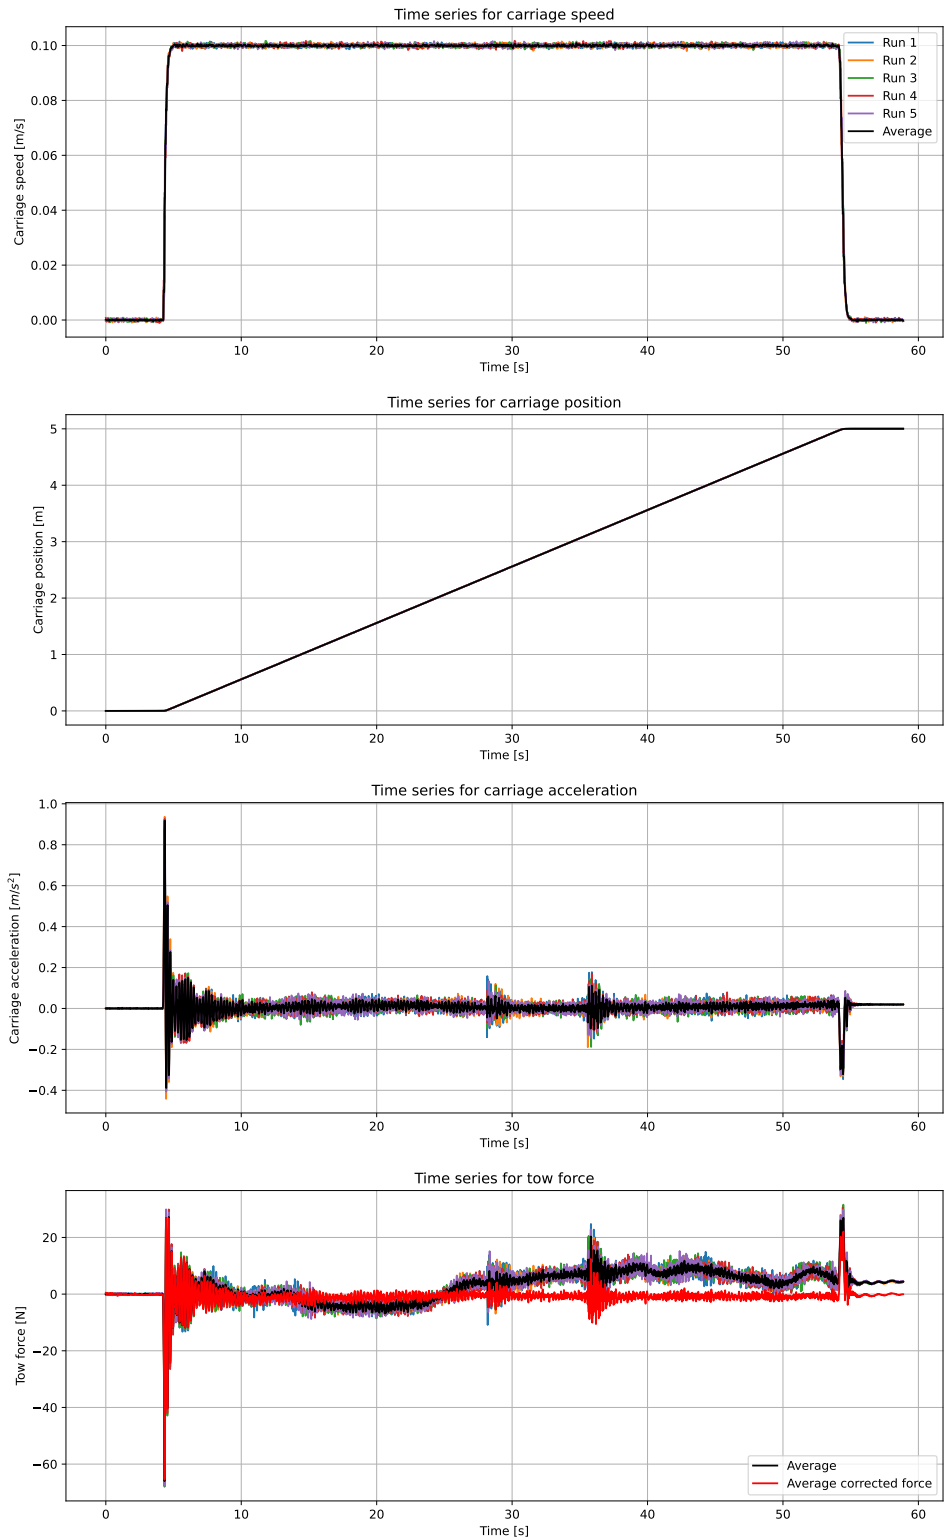 Time series for carriage speed
Carriage speed [m/s]
0.10
0.08
0.06
0.04
0.02
0.00
Run 1
Run 2
Run 3
Run 4
Run 5
Average
0 10 20 30 40 50 60
Time [s]
Time series for carriage position
Carriage position [m]
5
4
3
2
1
0
0 10 20 30 40 50 60
Time [s]
Time series for carriage acceleration
Carriage acceleration [m/s²]
1.0
0.8
0.6
0.4
0.2
0.0
−0.2
−0.4
0 10 20 30 40 50 60
Time [s]
Time series for tow force
Tow force [N]
20
0
−20
−40
−60
Average
Average corrected force
0 10 20 30 40 50 60
Time [s]